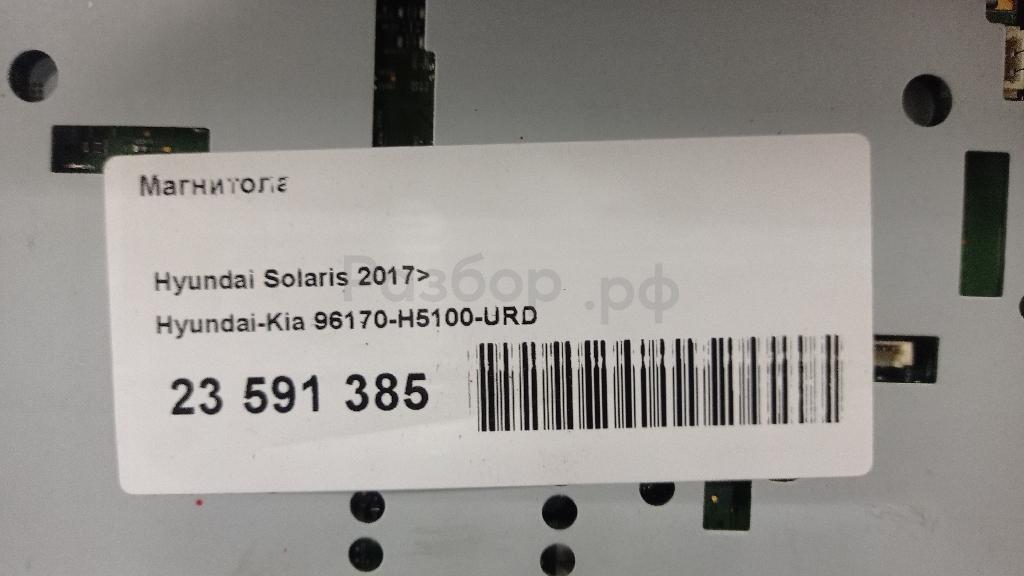 Магнитола
Hyundai Solaris 2017>
Разбор.рф
Hyundai-Kia 96170-H5100-URD
23 591 385